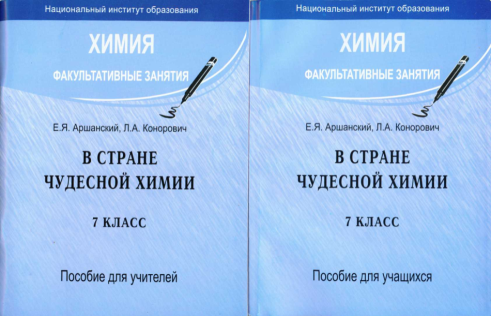 Национальный институт образования
ХИМИЯ
ФАКУЛЬТАТИВНЫЕ ЗАНЯТИЯ
Е.Я. Аршанский, Л.А. Конорович
В СТРАНЕ
ЧУДЕСНОЙ ХИМИИ
7 КЛАСС
Пособие для учителей
Национальный институт образования
ХИМИЯ
ФАКУЛЬТАТИВНЫЕ ЗАНЯТИЯ
Е.Я. Аршанский, Л.А. Конорович
В СТРАНЕ
ЧУДЕСНОЙ ХИМИИ
7 КЛАСС
Пособие для учащихся